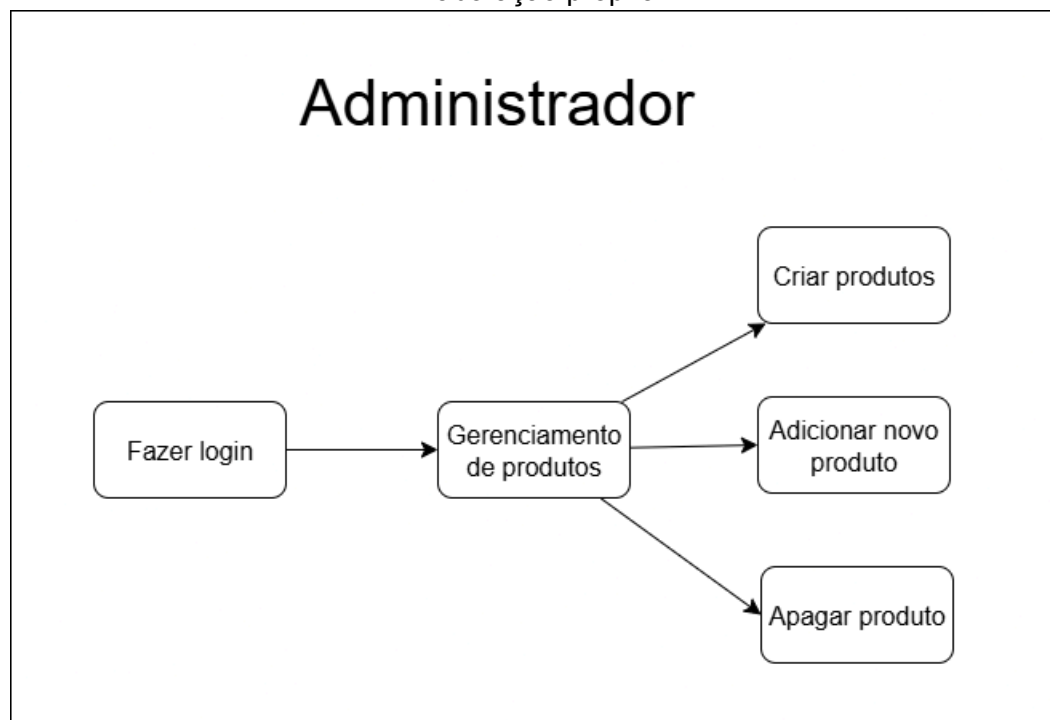 Administrador
Criar produtos
Fazer login
Gerenciamento
de produtos
Adicionar novo
produto
Apagar produto